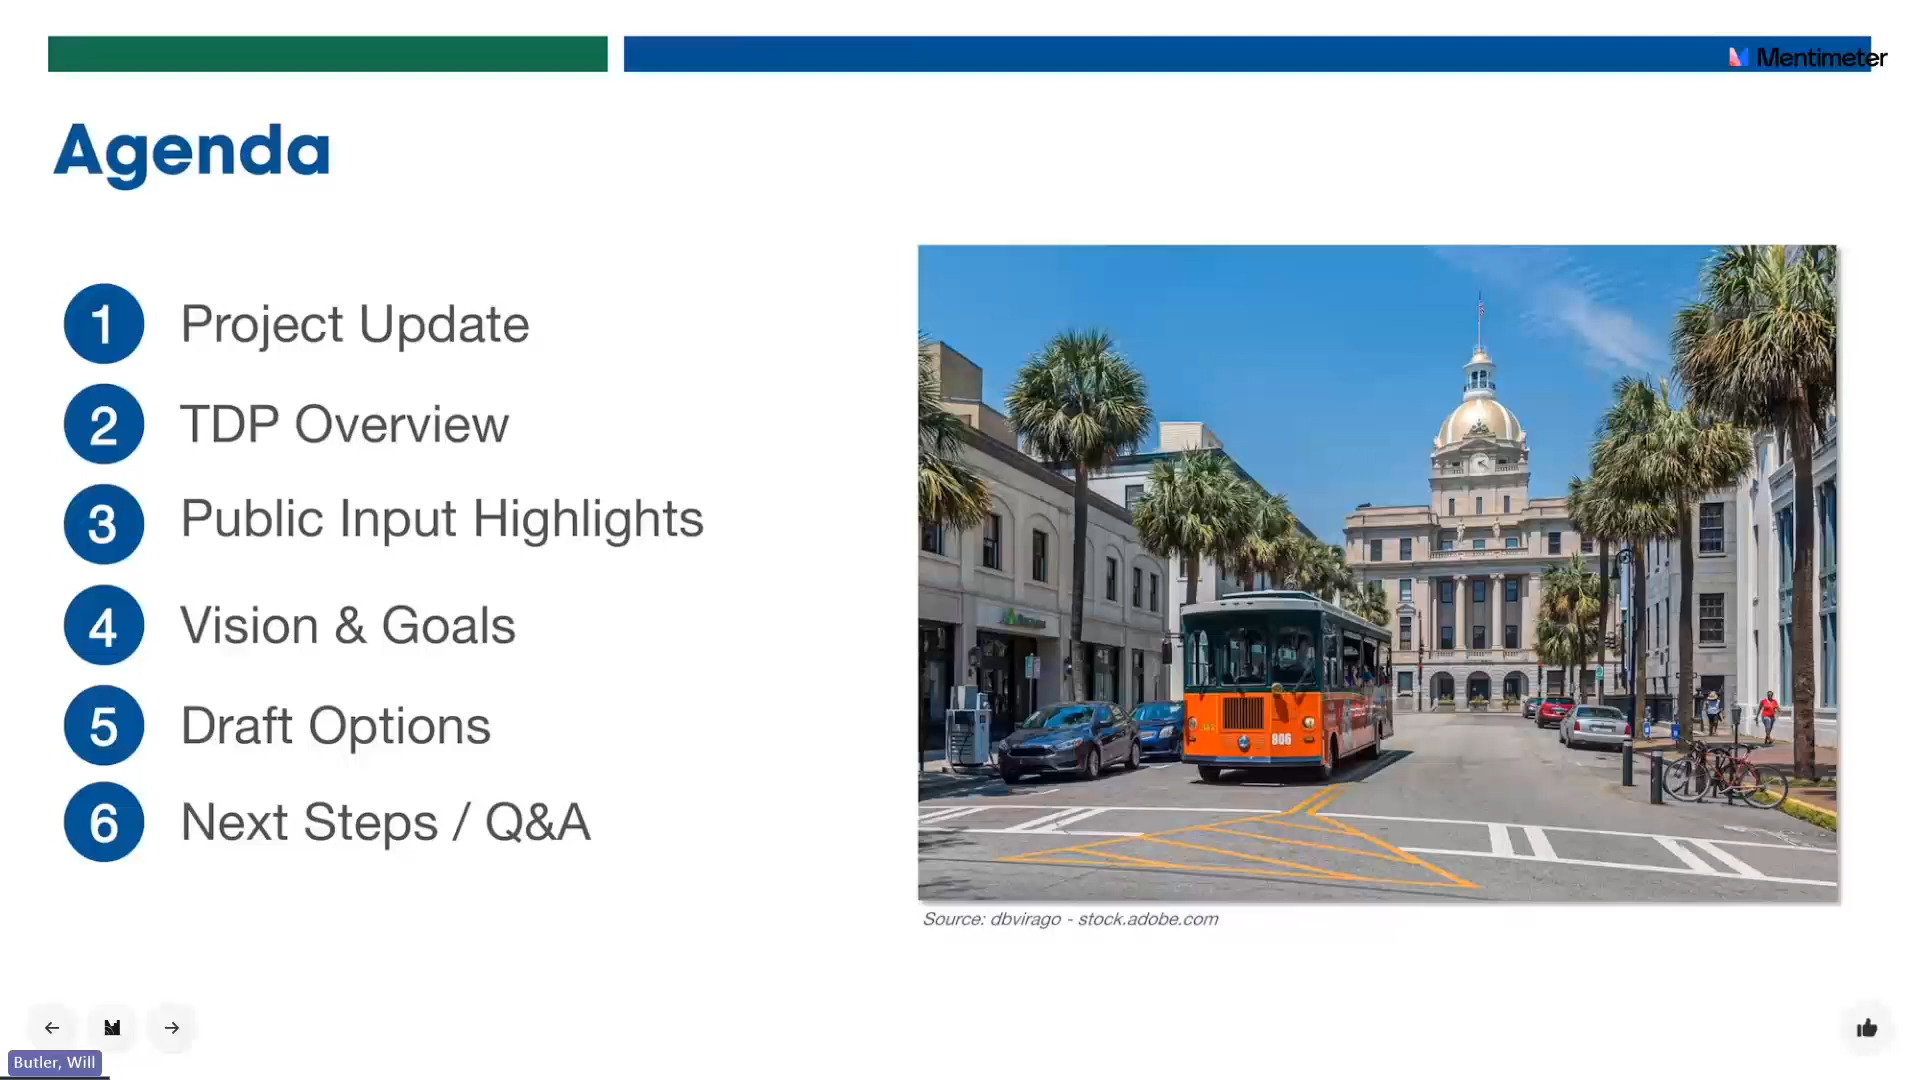 Mentimeter
Agenda
1 Project Update
2 TDP Overview
3 Public Input Highlights
4 Vision & Goals
5 Draft Options
6 Next Steps / Q&A
806
Source: dbvirago - stock.adobe.com
Butler, Will